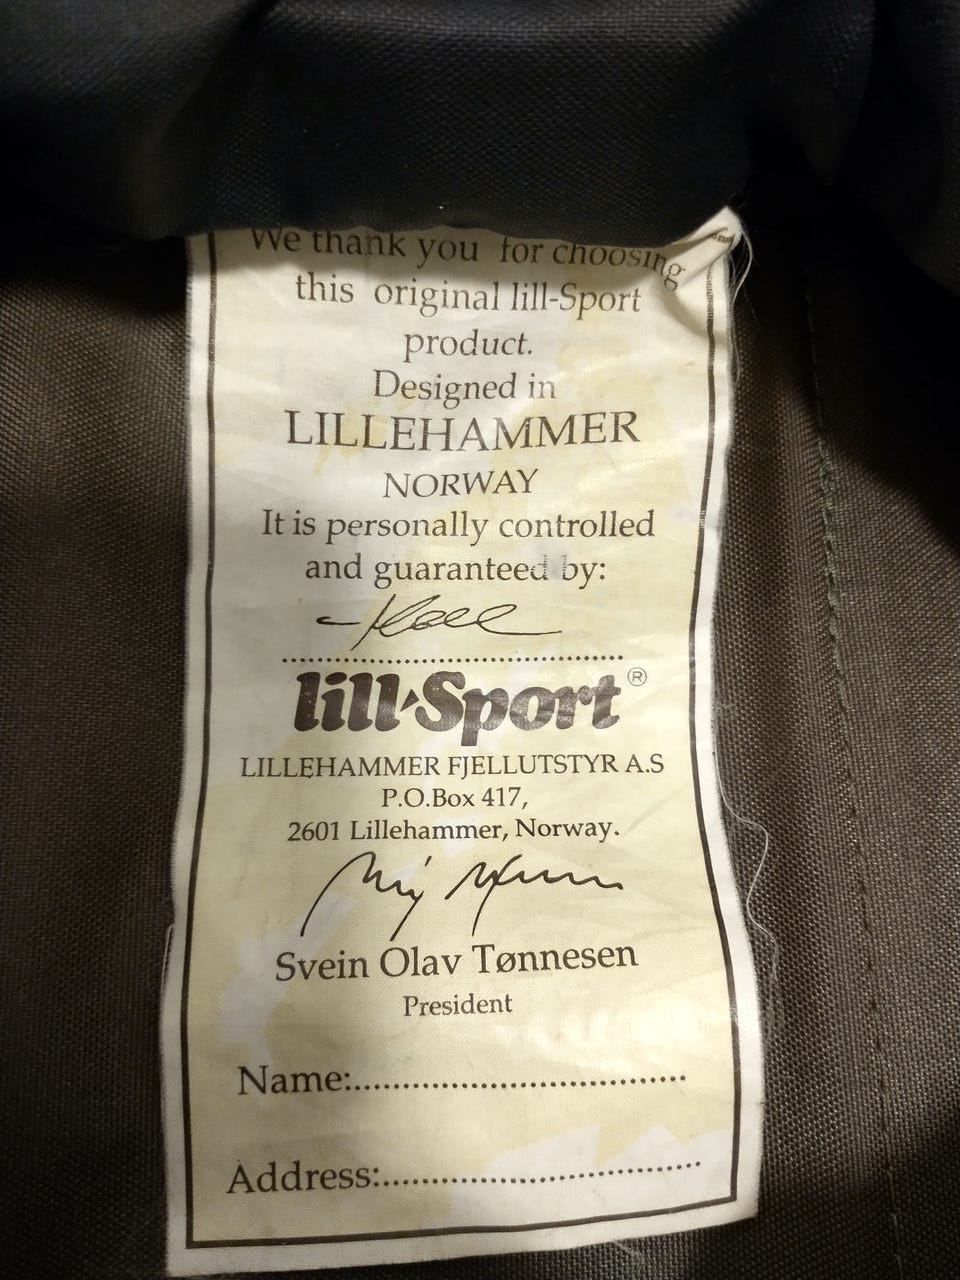 We thank you for choosing
this original lill-Sport
product.
Designed in
LILLEHAMMER
NORWAY
It is personally controlled
and guaranteed by:
lill-Sport®
LILLEHAMMER FJELLUTSTYR A.S
P.O.Box 417,
2601 Lillehammer, Norway.
Svein Olav Tønnesen
President
Name:..................................
Address:.................................